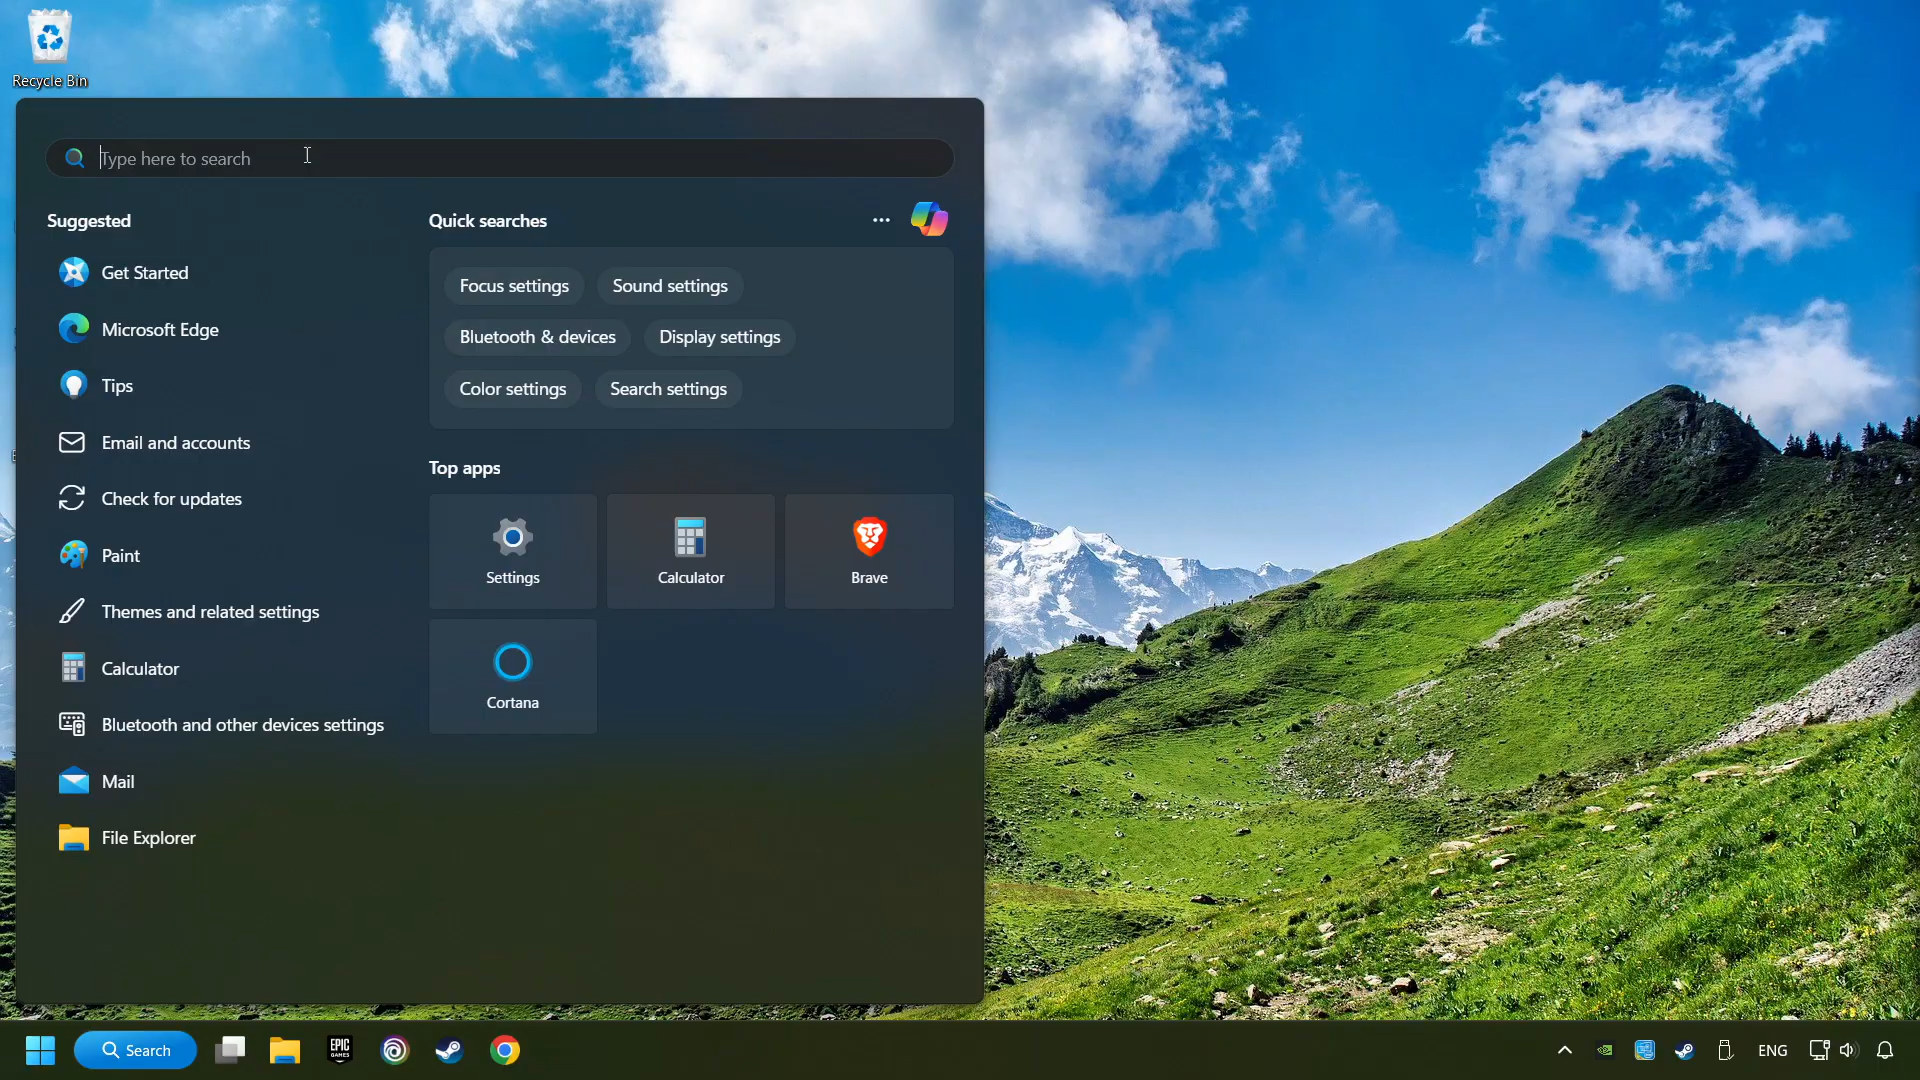 Recycle Bin
Type here to search
Suggested
Get Started
Microsoft Edge
Tips
Email and accounts
Check for updates
Paint
Themes and related settings
Calculator
Bluetooth and other devices settings
Mail
File Explorer
Quick searches
Focus settings
Sound settings
Bluetooth & devices
Display settings
Color settings
Search settings
Top apps
Settings
Calculator
Brave
Cortana
Search
EPIC
GAMES
ENG